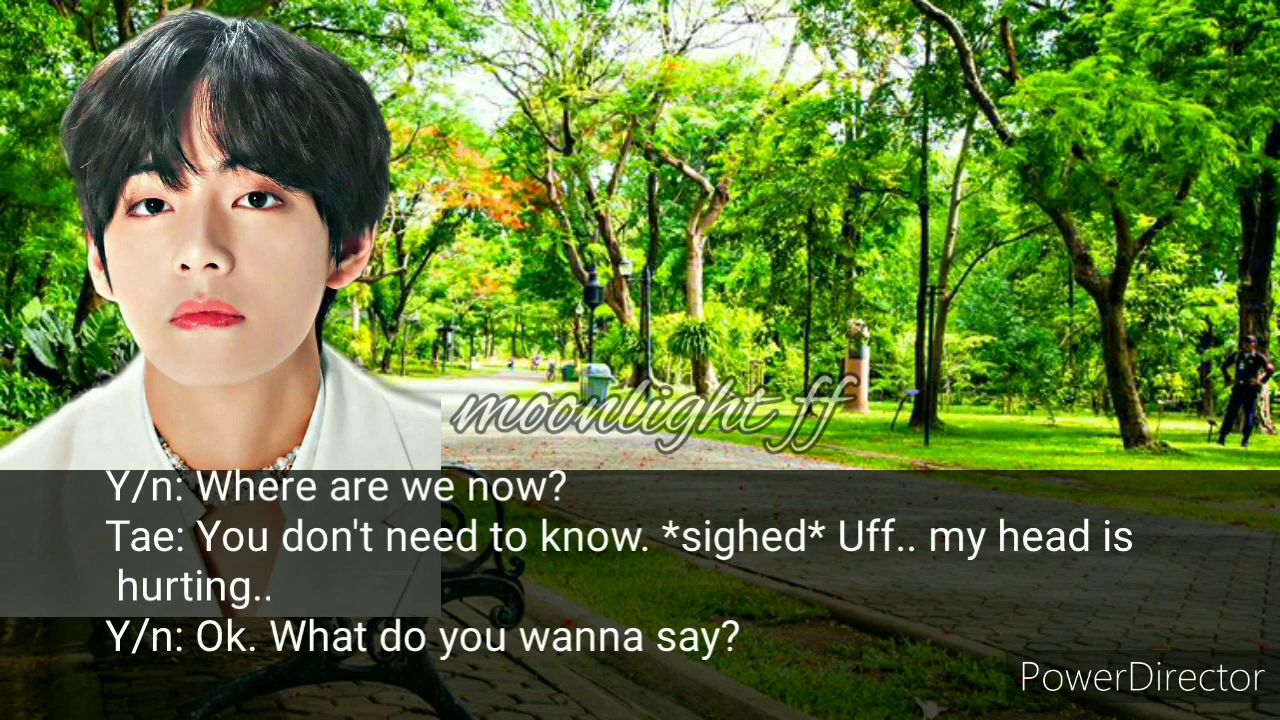 moonlight ff
Y/n: Where are we now?
Tae: You don't need to know. *sighed* Uff.. my head is
hurting..
Y/n: Ok. What do you wanna say?
PowerDirector